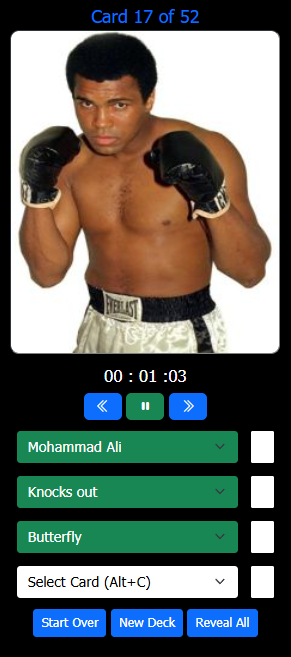 Card 17 of 52
EVERLAST
00 : 01 :03
Mohammad Ali
Knocks out
Butterfly
Select Card (Alt+C)
Start Over New Deck Reveal All